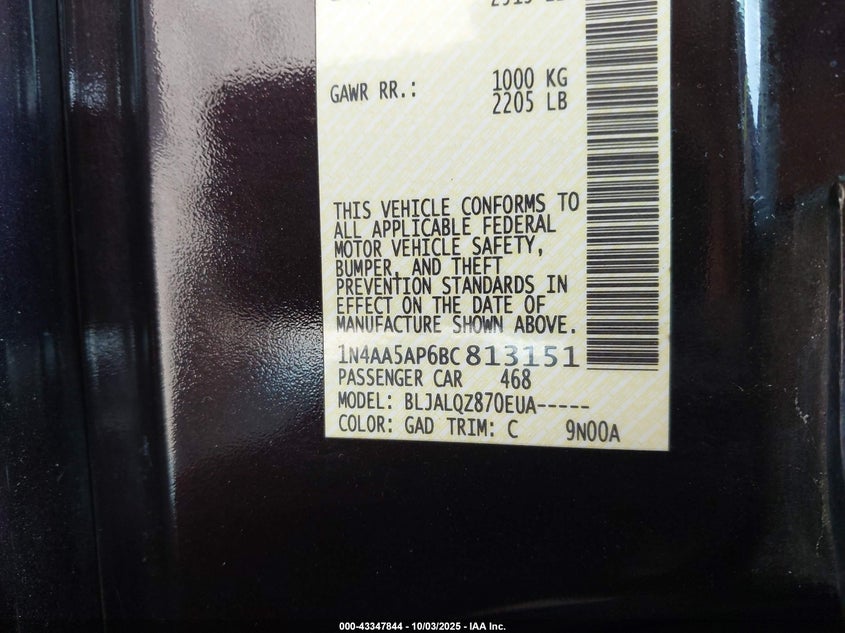 GAWR RR.: 1000 KG
2205 LB
THIS VEHICLE CONFORMS TO
ALL APPLICABLE FEDERAL
MOTOR VEHICLE SAFETY,
BUMPER, AND THEFT
PREVENTION STANDARDS IN
EFFECT ON THE DATE OF
MANUFACTURE SHOWN ABOVE.
1N4AA5AP6BC813151
PASSENGER CAR 468
MODEL: BLJALQZ870EUA-----
COLOR: GAD TRIM: C 9N00A
000-43347844 - 10/03/2025 - IAA Inc.